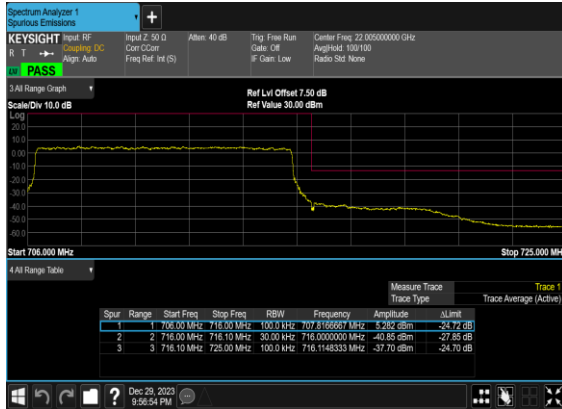 Spectrum Analyzer 1
Spurious Emissions
+
KEYSIGHT Input: RF
R T Coupling: DC
Align: Auto
Input Z: 50 Ω
Corr CCorr
Freq Ref: Int (S)
Atten: 40 dB
Trig: Free Run
Gate: Off
IF Gain: Low
Center Freq: 22.005000000 GHz
Avg|Hold: 100/100
Radio Std: None
PASS
3 All Range Graph
Scale/Div 10.0 dB
Ref Lvl Offset 7.50 dB
Ref Value 30.00 dBm
Log
20.0
10.0
0.00
-10.0
-20.0
-30.0
-40.0
-50.0
-60.0
Start 706.000 MHz
Stop 725.000 MH
4 All Range Table
Measure Trace Trace 1
Trace Type Trace Average (Active)
Spur Range Start Freq Stop Freq RBW Frequency Amplitude ΔLimit
1 1 706.00 MHz 716.00 MHz 100.0 kHz 707.8166667 MHz 5.282 dBm -24.72 dB
2 2 716.00 MHz 716.10 MHz 30.00 kHz 716.0000000 MHz -40.85 dBm -27.85 dB
3 3 716.10 MHz 725.00 MHz 100.0 kHz 716.1148333 MHz -37.70 dBm -24.70 dB
?
Dec 29, 2023
9:56:54 PM